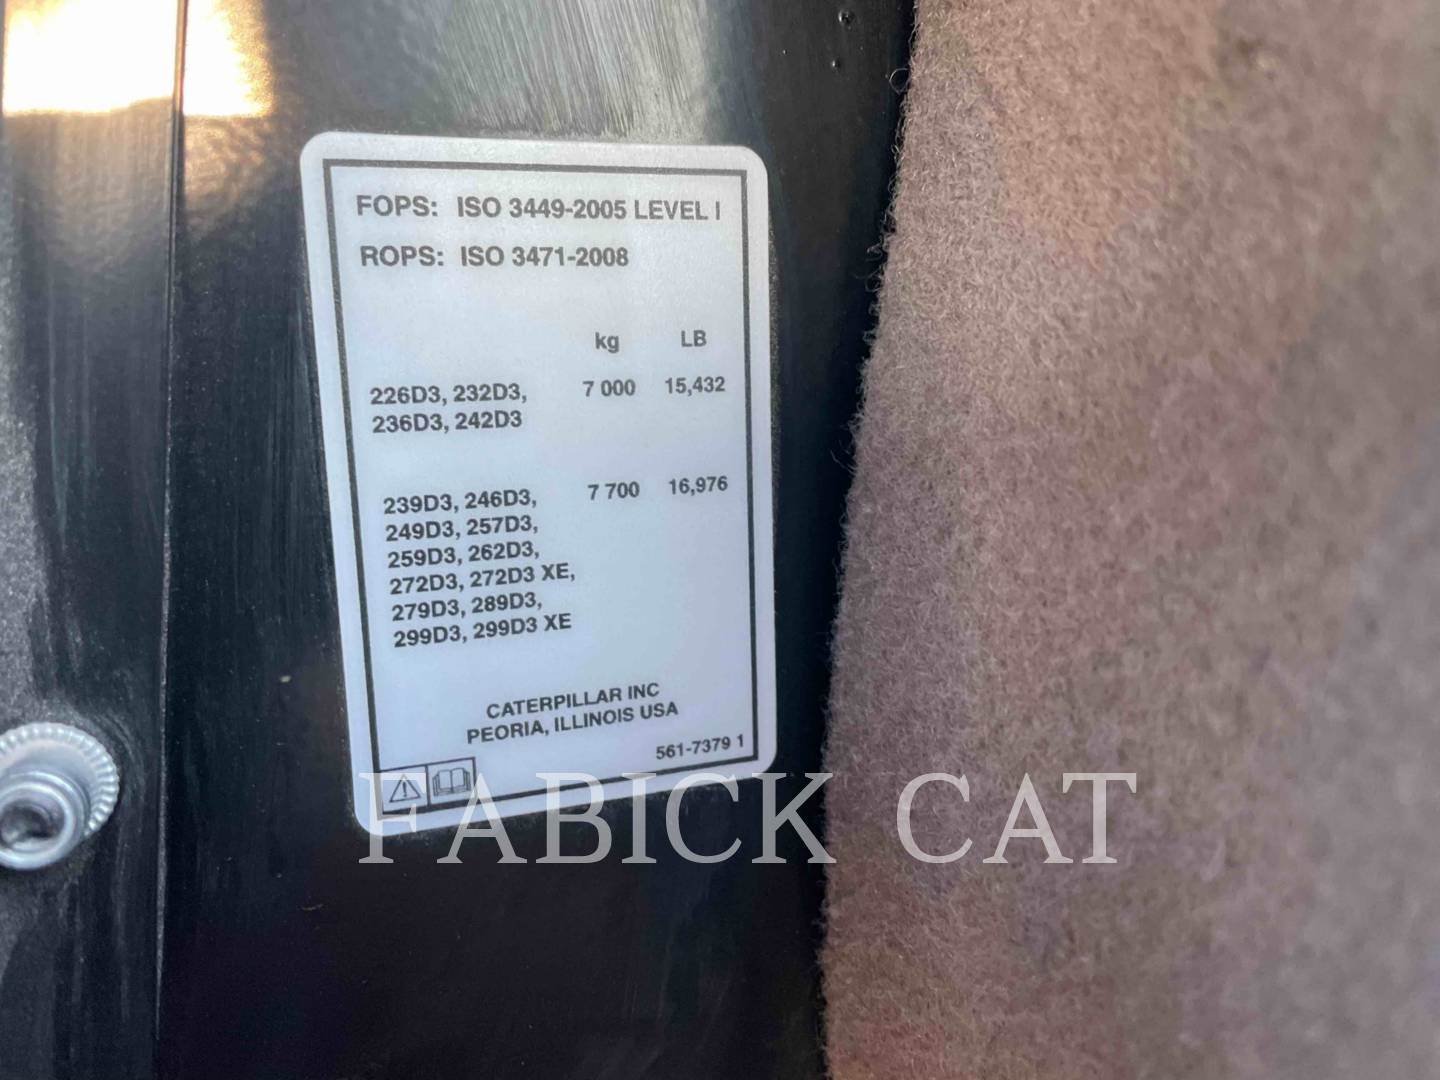 FOPS: ISO 3449-2005 LEVEL I
ROPS: ISO 3471-2008
kg LB
226D3, 232D3, 7 000 15,432
236D3, 242D3
239D3, 246D3, 7 700 16,976
249D3, 257D3,
259D3, 262D3,
272D3, 272D3 XE,
279D3, 289D3,
299D3, 299D3 XE
CATERPILLAR INC
PEORIA, ILLINOIS USA
561-7379 1
FABICK CAT